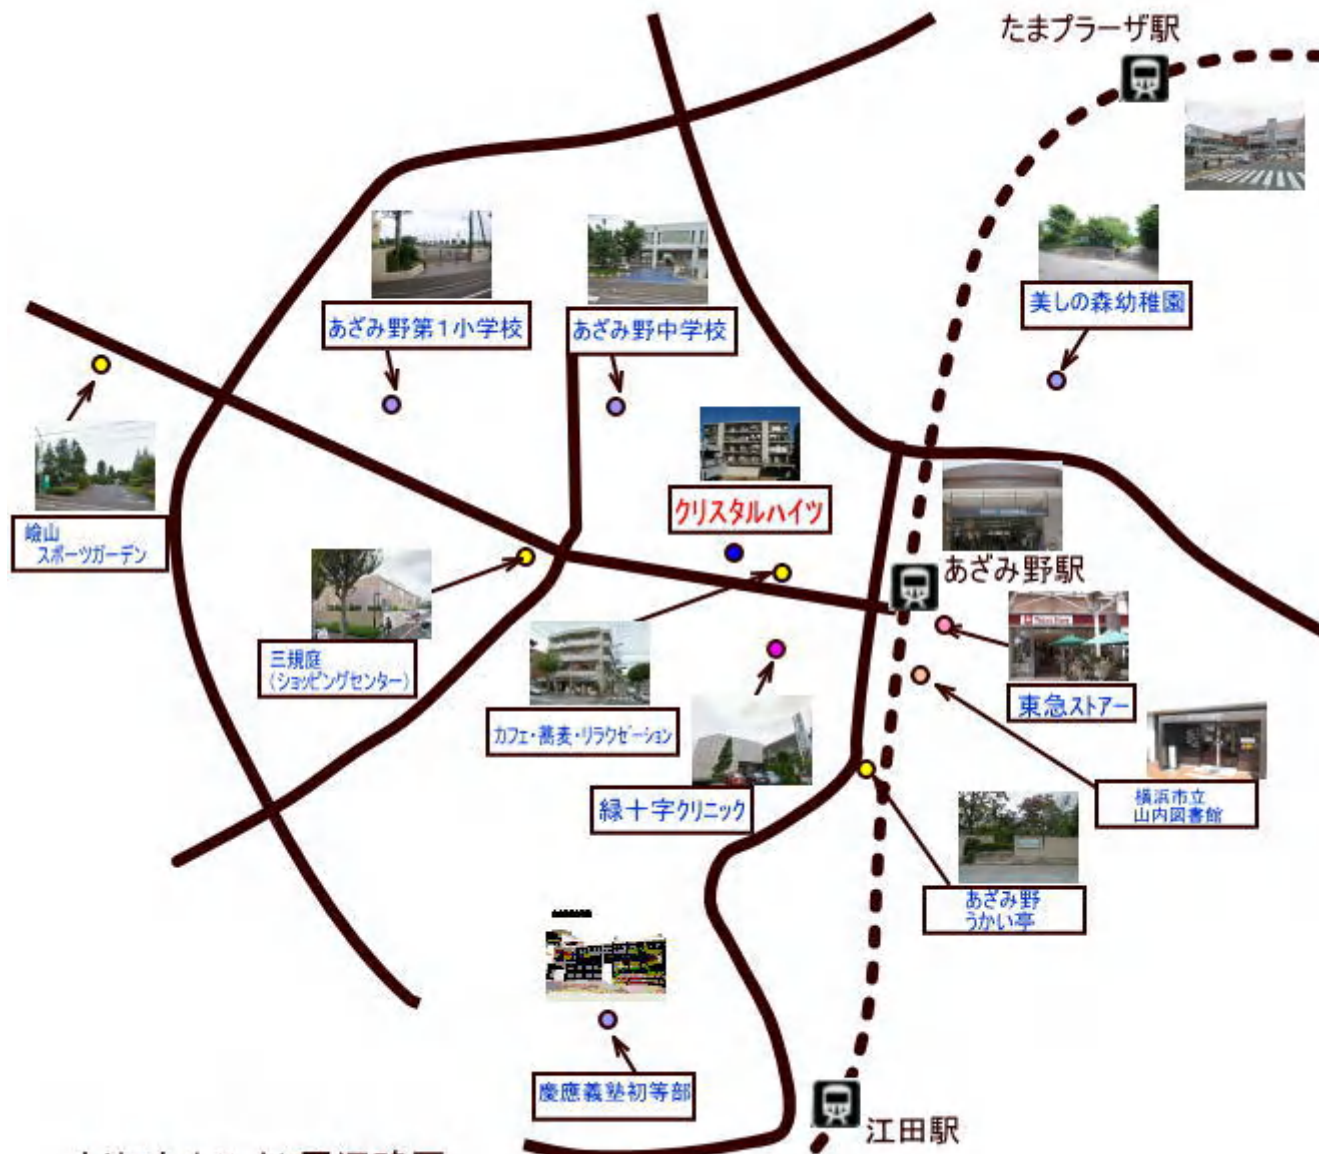 たまプラーザ駅
美しの森幼稚園
あざみ野第1小学校
あざみ野中学校
クリスタルハイツ
嶮山
スポーツガーデン
あざみ野駅
三規庭
(ショッピングセンター)
カフェ・蕎麦・リラクゼーション
東急ストアー
緑十字クリニック
横浜市立
山内図書館
あざみ野
うかい亭
慶應義塾初等部
江田駅